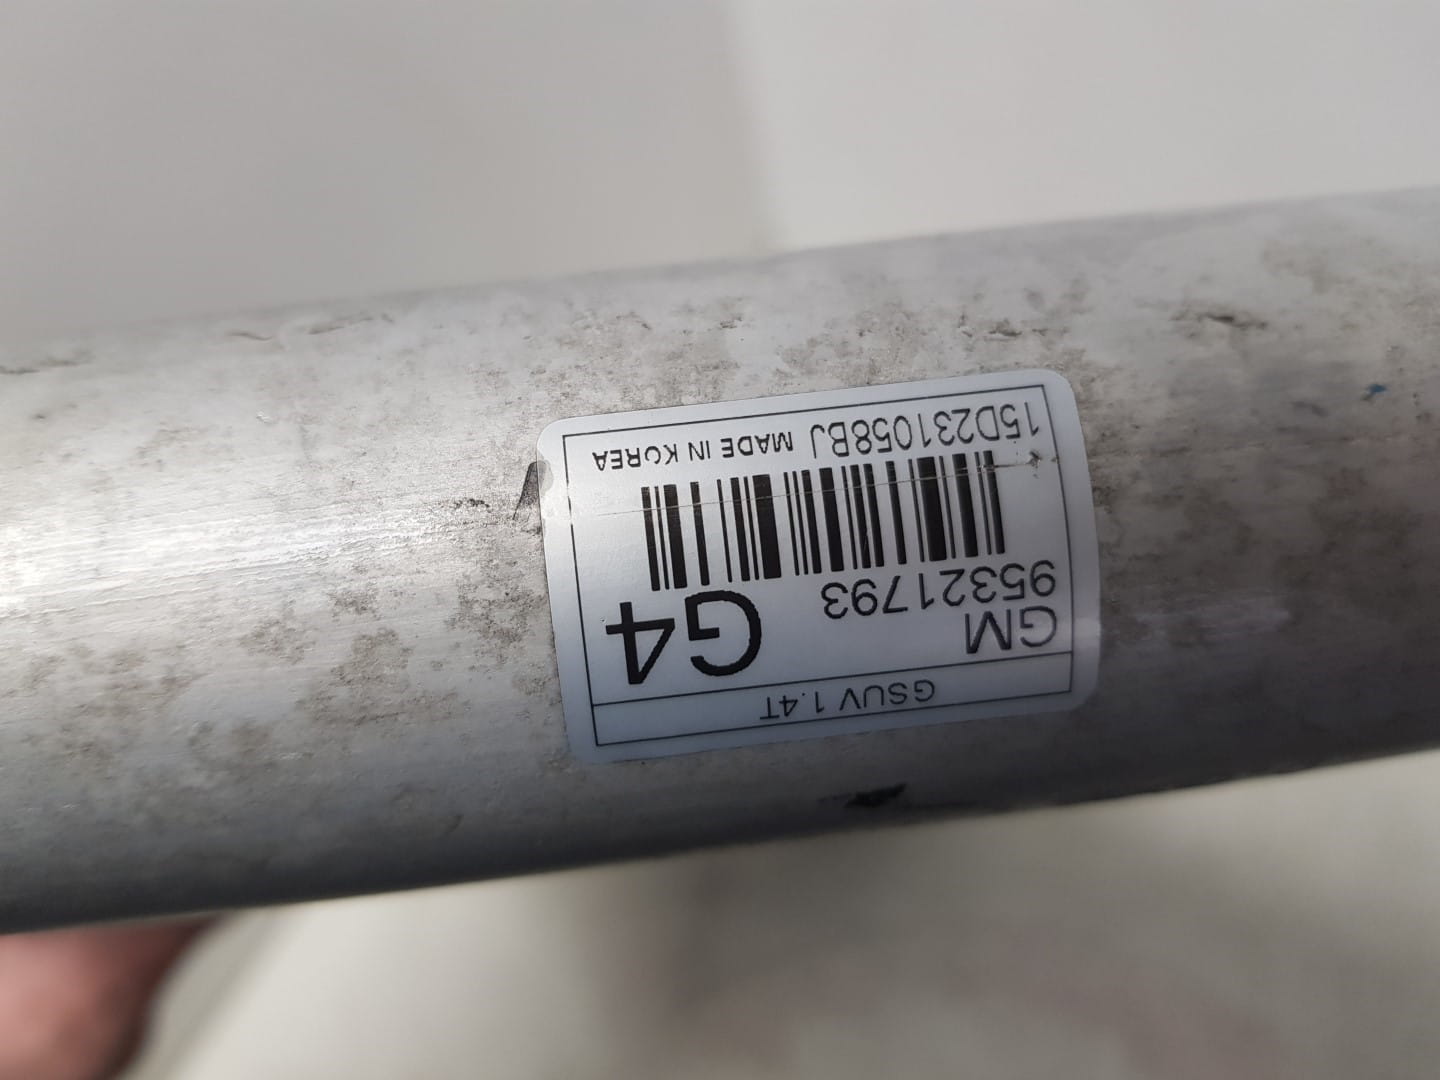 GSUV 1.4T
GM
95321793
G4
15D231058BJ MADE IN KOREA